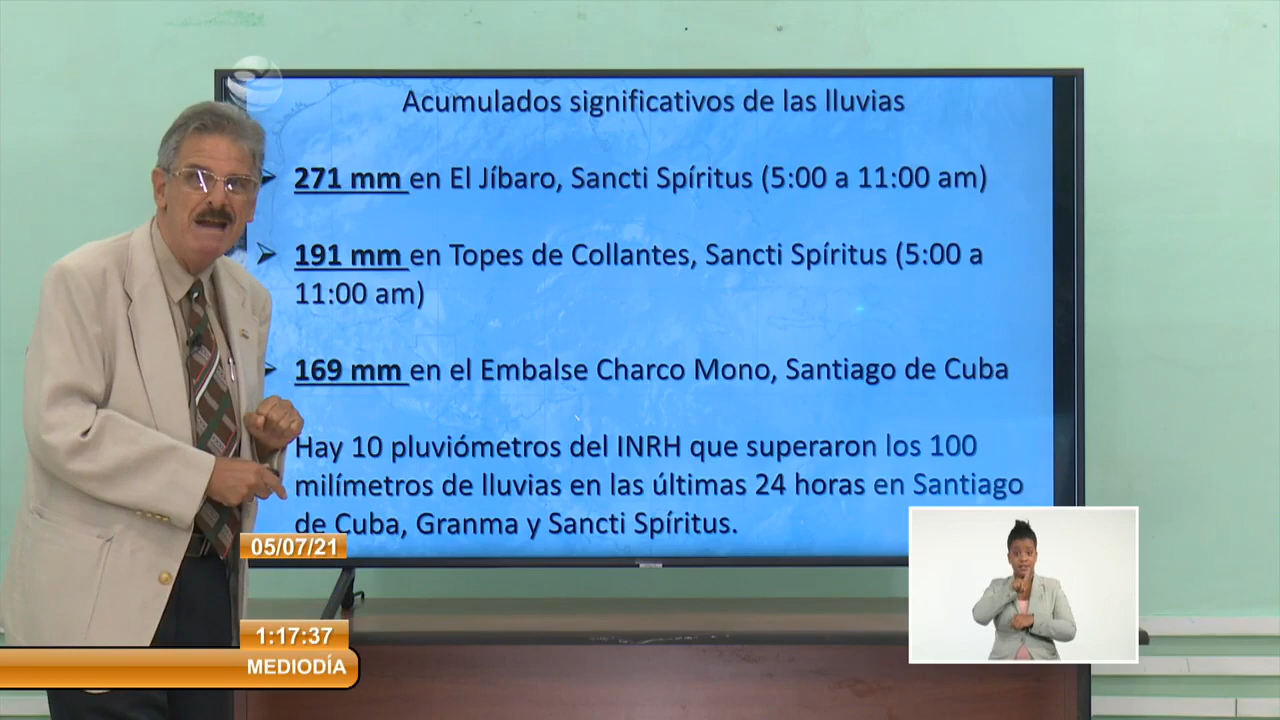 Acumulados significativos de las lluvias
271 mm en El Jíbaro, Sancti Spíritus (5:00 a 11:00 am)
191 mm en Topes de Collantes, Sancti Spíritus (5:00 a
11:00 am)
169 mm en el Embalse Charco Mono, Santiago de Cuba
Hay 10 pluviómetros del INRH que superaron los 100
milímetros de lluvias en las últimas 24 horas en Santiago
de Cuba, Granma y Sancti Spíritus.
05/07/21
1:17:37
MEDIODÍA